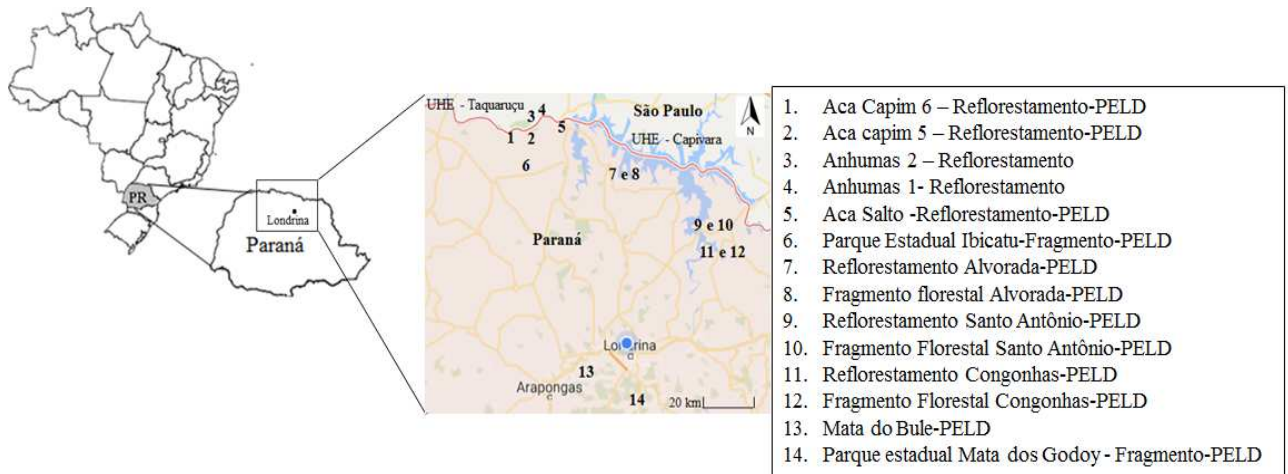 PR
Londrina
Paraná
UHE - Taquaruçu
São Paulo
UHE - Capivara
N
3
4
5
1
2
6
7 e 8
9 e 10
Paraná
11 e 12
Londrina
13
Arapongas
14
20 km
1. Aca Capim 6 – Reflorestamento-PELD
2. Aca capim 5 – Reflorestamento-PELD
3. Anhumas 2 – Reflorestamento
4. Anhumas 1- Reflorestamento
5. Aca Salto -Reflorestamento-PELD
6. Parque Estadual Ibicatu-Fragmento-PELD
7. Reflorestamento Alvorada-PELD
8. Fragmento florestal Alvorada-PELD
9. Reflorestamento Santo Antônio-PELD
10. Fragmento Florestal Santo Antônio-PELD
11. Reflorestamento Congonhas-PELD
12. Fragmento Florestal Congonhas-PELD
13. Mata do Bule-PELD
14. Parque estadual Mata dos Godoy - Fragmento-PELD